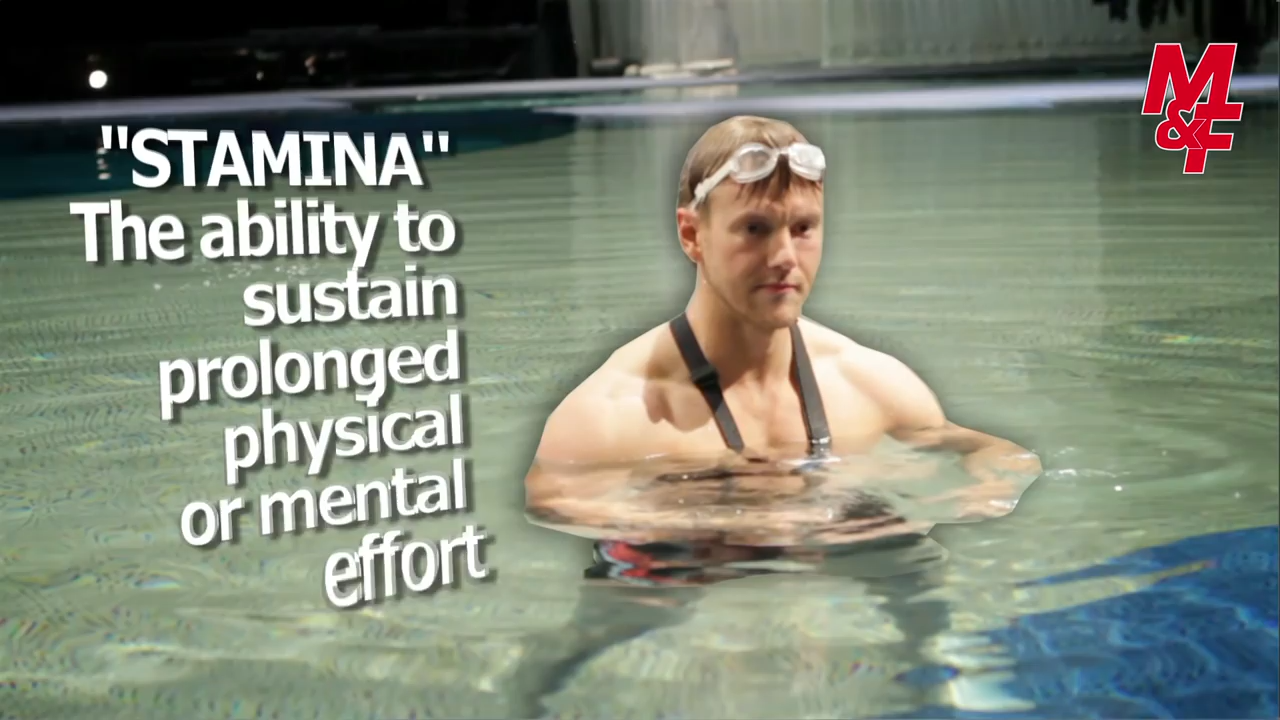 "STAMINA"
The ability to
sustain
prolonged
physical
or mental
effort
M
&F